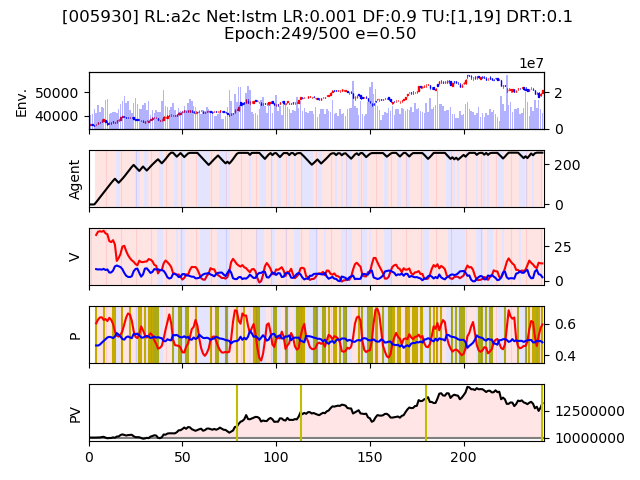 [005930] RL:a2c Net:lstm LR:0.001 DF:0.9 TU:[1,19] DRT:0.1
Epoch:249/500 e=0.50
1e7
Env.
50000
40000
2
0
Agent
200
0
V
25
0
P
0.6
0.4
PV
12500000
10000000
0 50 100 150 200